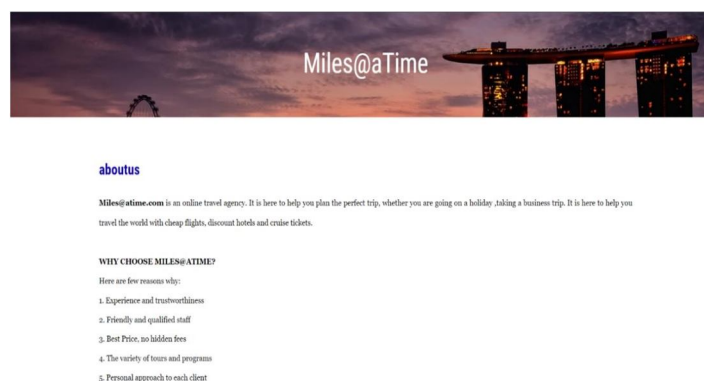 Miles@aTime
aboutus
Miles@atime.com is an online travel agency. It is here to help you plan the perfect trip, whether you are going on a holiday ,taking a business trip. It is here to help you
travel the world with cheap flights, discount hotels and cruise tickets.
WHY CHOOSE MILES@ATIME?
Here are few reasons why:
1. Experience and trustworthiness
2. Friendly and qualified staff
3. Best Price, no hidden fees
4. The variety of tours and programs
5. Personal approach to each client